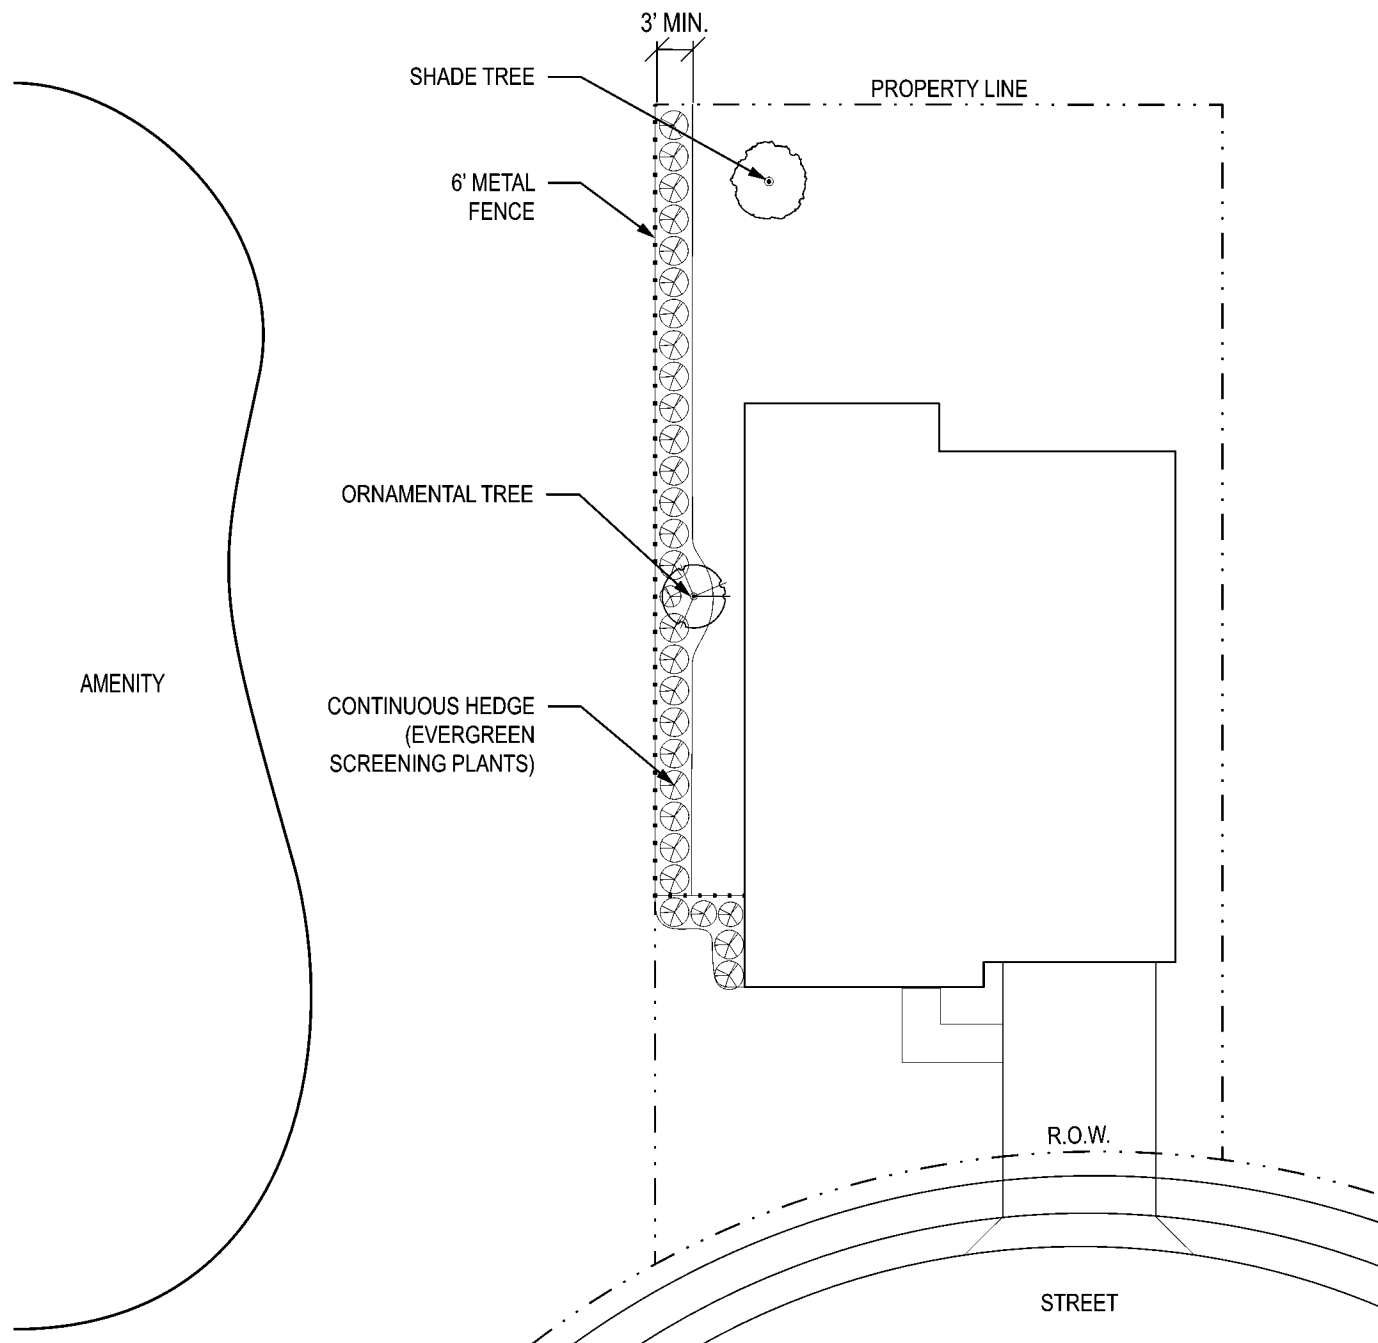 3' MIN.
SHADE TREE
PROPERTY LINE
6' METAL
FENCE
ORNAMENTAL TREE
AMENITY
CONTINUOUS HEDGE
(EVERGREEN
SCREENING PLANTS)
R.O.W.
STREET